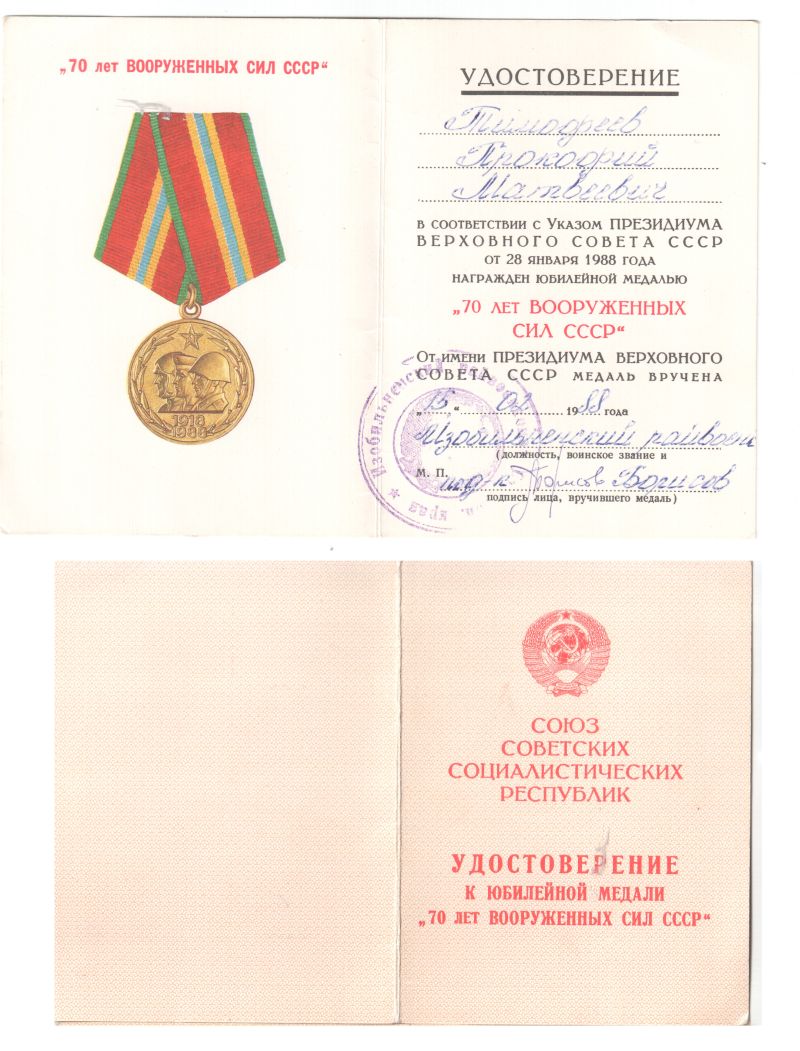 „70 лет ВООРУЖЕННЫХ СИЛ СССР“
1918
1988
УДОСТОВЕРЕНИЕ
Тимофеев
Прокофий
Матвеевич
В СООТВЕТСТВИИ С УКАЗОМ ПРЕЗИДИУМА
ВЕРХОВНОГО СОВЕТА СССР
ОТ 28 ЯНВАРЯ 1988 ГОДА
НАГРАЖДЕН ЮБИЛЕЙНОЙ МЕДАЛЬЮ
„70 ЛЕТ ВООРУЖЕННЫХ
СИЛ СССР“
ОТ ИМЕНИ ПРЕЗИДИУМА ВЕРХОВНОГО
СОВЕТА СССР МЕДАЛЬ ВРУЧЕНА
„15“ 02 1988 года
Изобильненский райвоен
(должность, воинское звание и
М. П. Борисов
подпись лица, вручившего медаль)
Изобильненский
края
СОЮЗ
СОВЕТСКИХ
СОЦИАЛИСТИЧЕСКИХ
РЕСПУБЛИК
УДОСТОВЕРЕНИЕ
К ЮБИЛЕЙНОЙ МЕДАЛИ
„70 ЛЕТ ВООРУЖЕННЫХ СИЛ СССР“